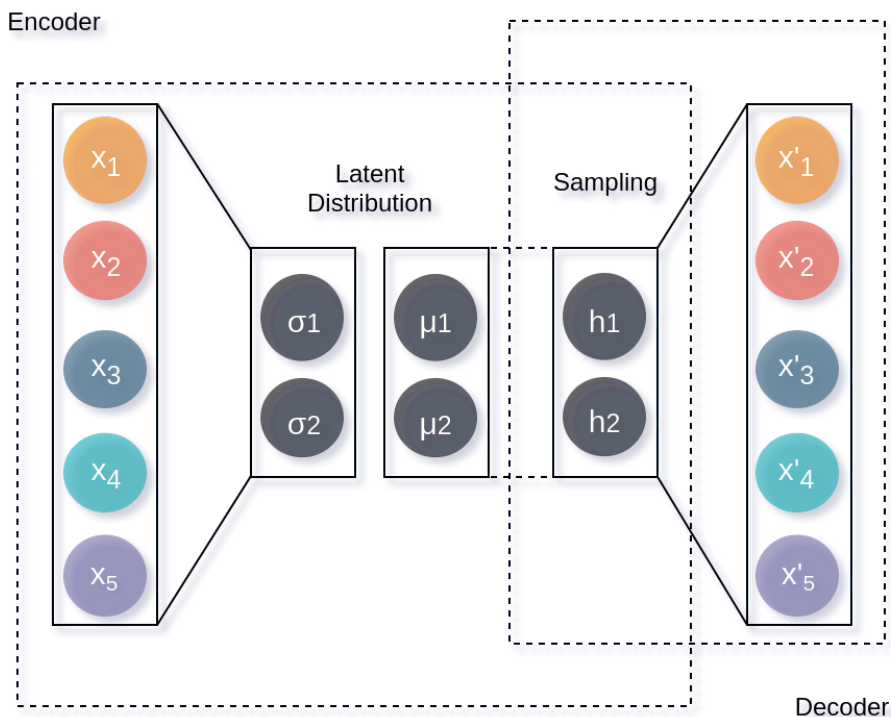 Encoder
Latent
Distribution
Sampling
x1
x2
x3
x4
x5
σ1
σ2
μ1
μ2
h1
h2
x'1
x'2
x'3
x'4
x'5
Decoder